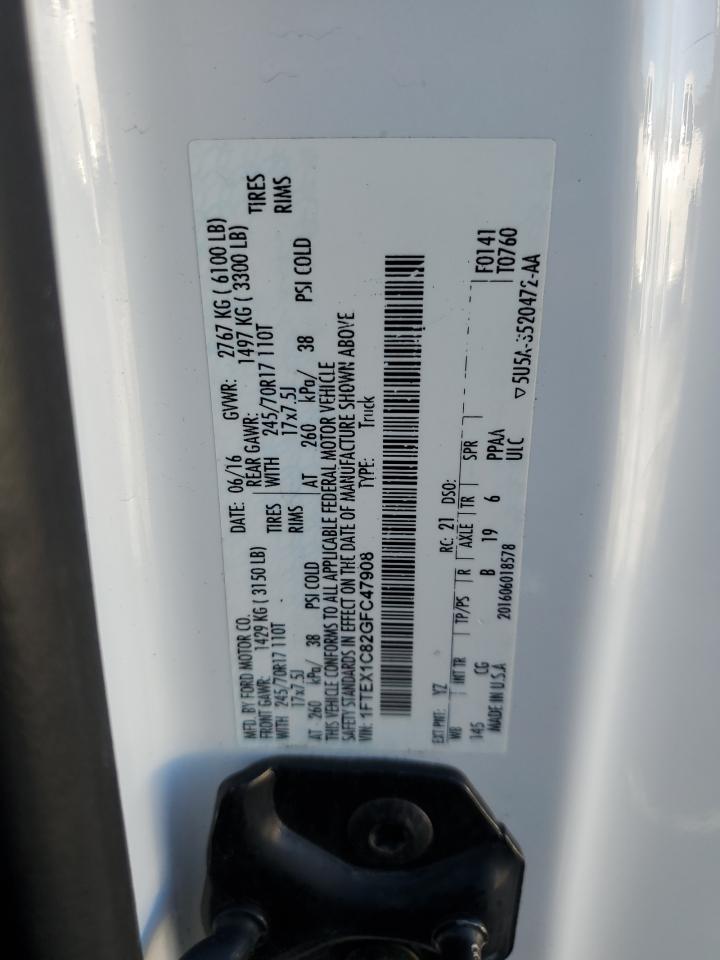 MFD. BY FORD MOTOR CO.
DATE: 06/16 GVWR: 2767 KG ( 6100 LB)
FRONT GAWR: 1429 KG ( 3150 LB)
REAR GAWR: 1497 KG ( 3300 LB)
WITH 245/70R17 110T TIRES
WITH 245/70R17 110T TIRES
17x7.5J RIMS
17x7.5J RIMS
AT 260 kPa/ 38 PSI COLD
AT 260 kPa/ 38 PSI COLD
THIS VEHICLE CONFORMS TO ALL APPLICABLE FEDERAL MOTOR VEHICLE
SAFETY STANDARDS IN EFFECT ON THE DATE OF MANUFACTURE SHOWN ABOVE
VIN: 1FTEX1C82GFC47908 TYPE: Truck
EXT PNT: YZ RC: 21 DSO: F0141
WB INT TR TP/PS R AXLE TR SPR T0760
145 CG B 19 6 PPAA
MADE IN U.S.A. 201606018578 ULC
5U5A-3520472-AA